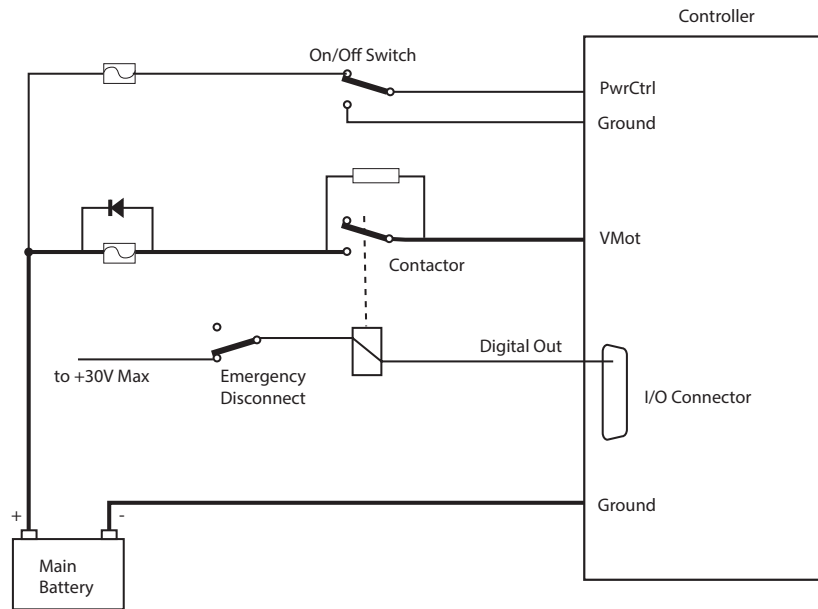 Controller
On/Off Switch
PwrCtrl
Ground
VMot
Contactor
Digital Out
to +30V Max
Emergency
Disconnect
I/O Connector
Ground
+
-
Main
Battery